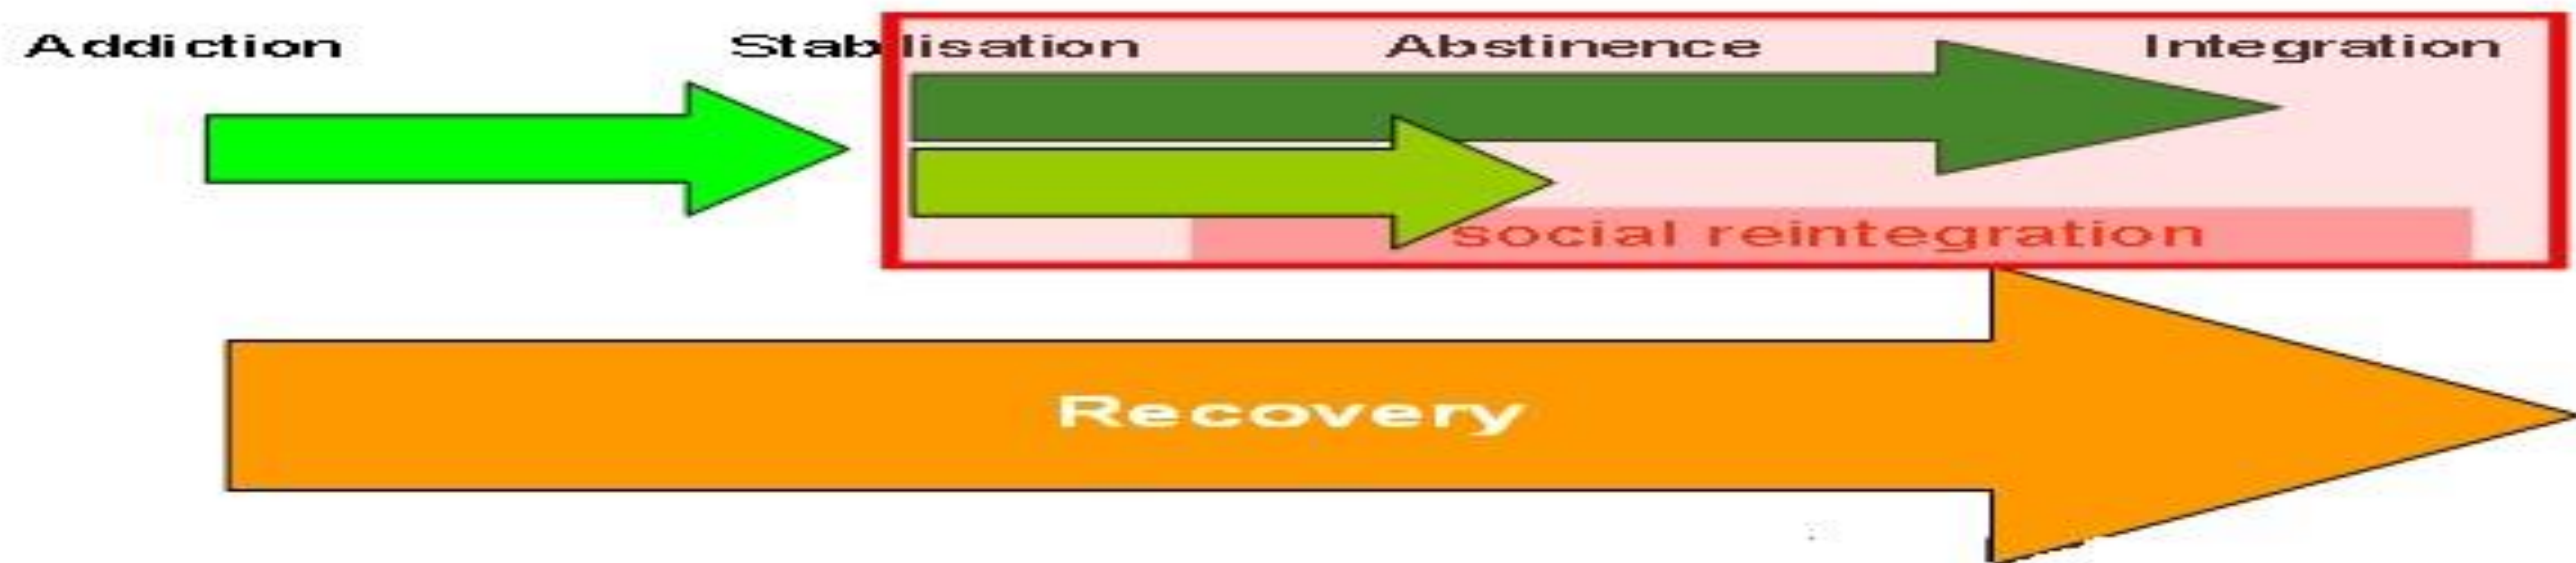 Addiction Stabilisation Abstinence Integration
social reintegration
Recovery